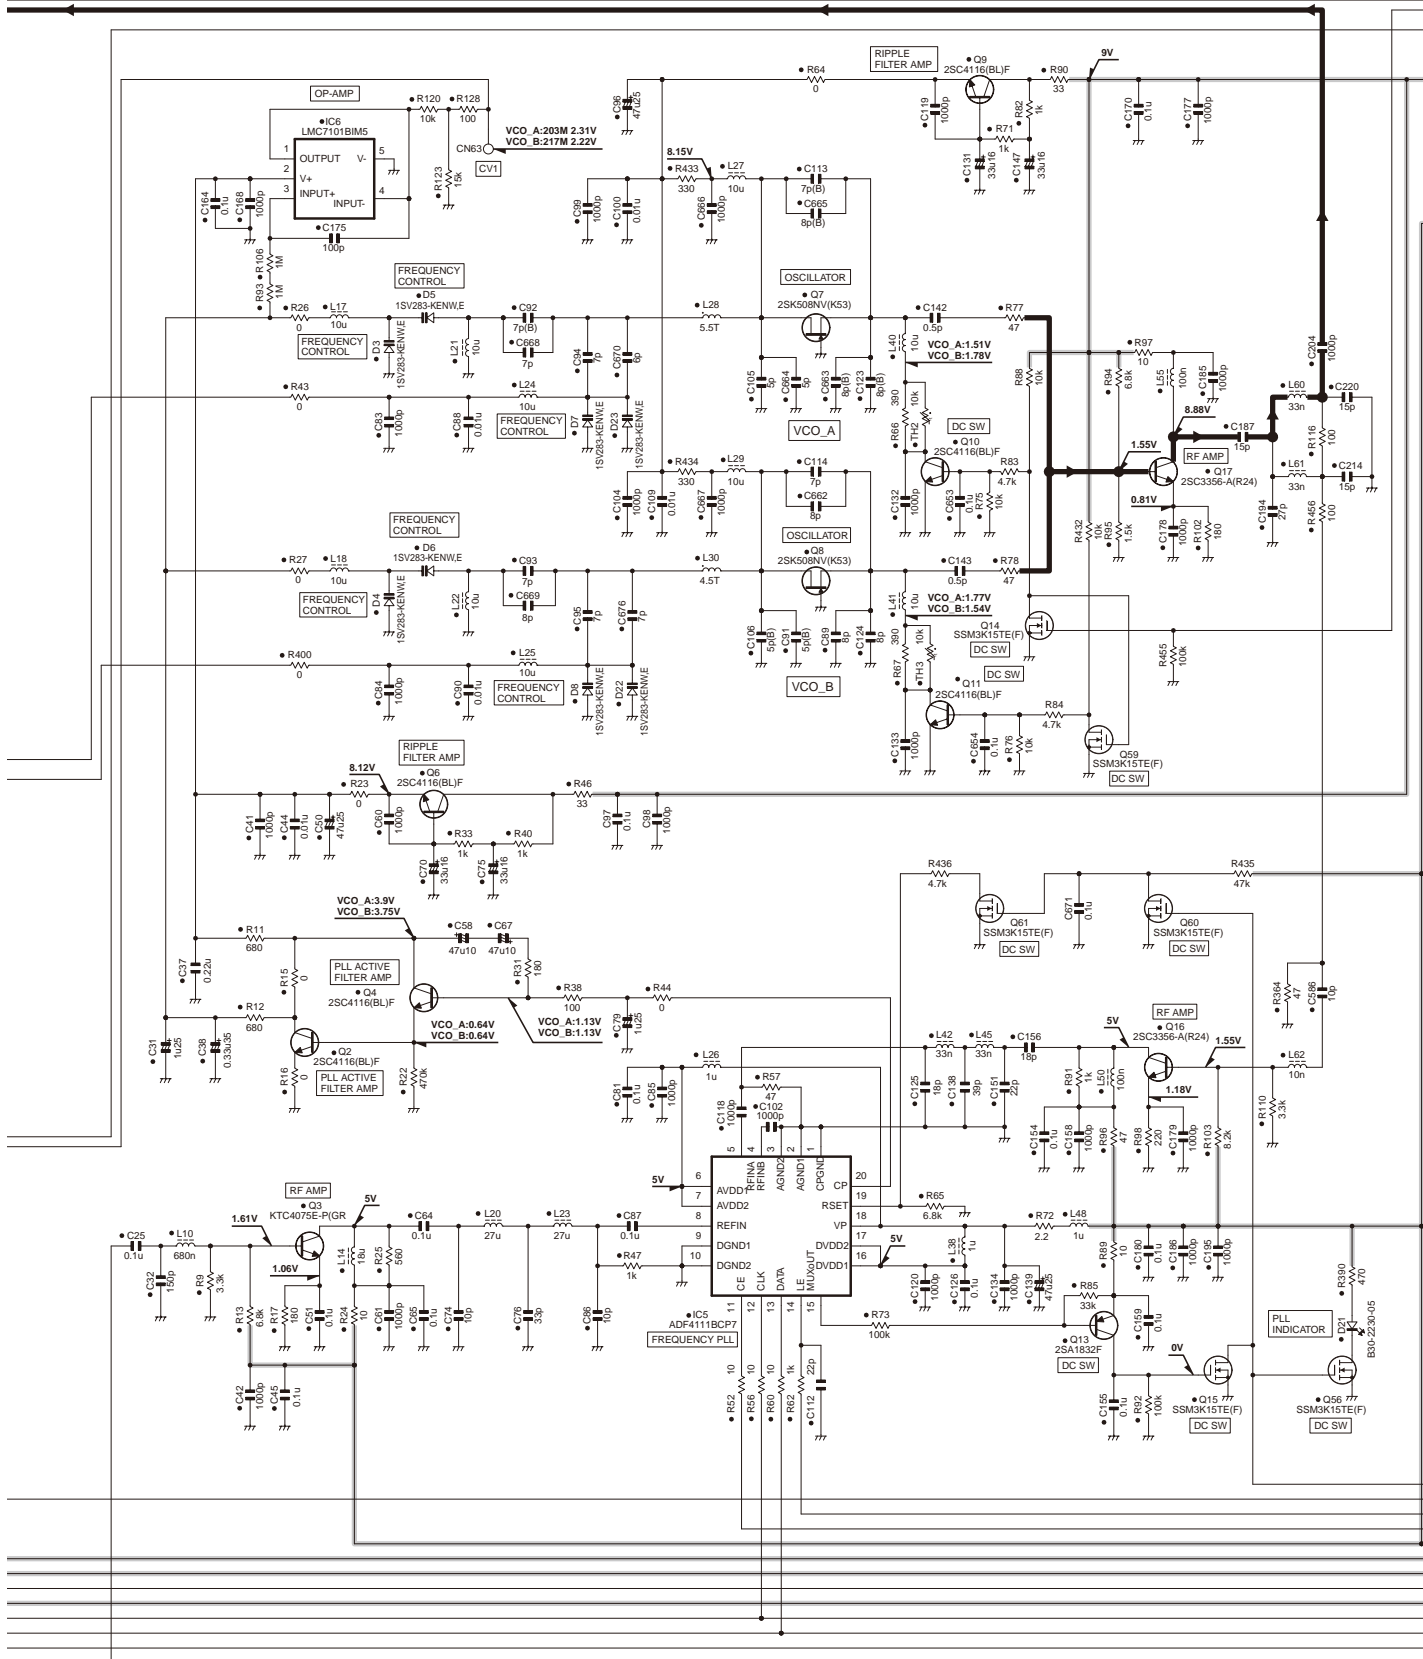 RIPPLE
FILTER AMP
Q9
2SC4116(BL)F
R64
0
R90
33
9V
C119
1000p
R82
1k
R71
1k
C131
33u16
C147
33u16
C170
0.1u
C177
1000p
C96
47u25
OP-AMP
IC6
LMC7101BIM5
1
OUTPUT
V-
5
2
V+
3
INPUT+
INPUT-
4
R120
10k
R128
100
R123
15k
CN63
CV1
VCO_A:203M 2.31V
VCO_B:217M 2.22V
C164
0.1u
C168
1000p
C175
100p
R106
1M
R93
1M
8.15V
R433
330
L27
10u
C113
7p(B)
C665
8p(B)
C99
1000p
C100
0.01u
C666
1000p
FREQUENCY
CONTROL
D5
1SV283-KENW,E
R26
0
L17
10u
FREQUENCY
CONTROL
D3
1SV283-KENW,E
L21
10u
C92
7p(B)
C668
7p
C94
7p
C670
6p
L28
5.5T
OSCILLATOR
Q7
2SK508NV(K53)
C142
0.5p
R77
47
L40
10u
VCO_A:1.51V
VCO_B:1.78V
R43
0
C83
1000p
C88
0.01u
L24
10u
FREQUENCY
CONTROL
D7
1SV283-KENW,E
D23
1SV283-KENW,E
C105
5p
C664
5p
C663
8p(B)
C123
8p(B)
VCO_A
R66
390
TH2
10k
DC SW
Q10
2SC4116(BL)F
R83
4.7k
C132
1000p
C653
0.1u
R75
10k
R88
10k
R94
6.8k
R97
10
L55
100n
C185
1000p
8.88V
1.55V
RF AMP
Q17
2SC3356-A(R24)
C187
15p
0.81V
R432
10k
R95
1.5k
C178
1000p
R102
180
C204
1000p
L60
33n
C220
15p
R116
100
L61
33n
C214
15p
C194
27p
R456
100
R434
330
L29
10u
C114
7p
C662
8p
C104
1000p
C109
0.01u
C667
1000p
FREQUENCY
CONTROL
D6
1SV283-KENW,E
R27
0
L18
10u
FREQUENCY
CONTROL
D4
1SV283-KENW,E
L22
10u
C93
7p
C669
8p
C95
7p
C676
7p
L30
4.5T
OSCILLATOR
Q8
2SK508NV(K53)
C143
0.5p
R78
47
L41
10u
VCO_A:1.77V
VCO_B:1.54V
C106
5p(B)
C91
5p(B)
C89
8p
C124
8p
VCO_B
R67
390
TH3
10k
Q14
SSM3K15TE(F)
DC SW
DC SW
Q11
2SC4116(BL)F
R84
4.7k
C133
1000p
C654
0.1u
R76
10k
Q59
SSM3K15TE(F)
DC SW
R455
100k
R400
0
C84
1000p
C90
0.01u
L25
10u
FREQUENCY
CONTROL
D8
1SV283-KENW,E
D22
1SV283-KENW,E
RIPPLE
FILTER AMP
Q6
2SC4116(BL)F
8.12V
R23
0
R46
33
C41
1000p
C44
0.01u
C50
47u25
C60
1000p
R33
1k
R40
1k
C70
33u16
C75
33u16
C97
0.1u
C98
1000p
R436
4.7k
R435
47k
C671
0.1u
Q61
SSM3K15TE(F)
DC SW
Q60
SSM3K15TE(F)
DC SW
VCO_A:3.9V
VCO_B:3.75V
R11
680
C58
47u10
C67
47u10
C37
0.22u
R15
0
PLL ACTIVE
FILTER AMP
Q4
2SC4116(BL)F
R31
180
R38
100
R44
0
VCO_A:0.64V
VCO_B:0.64V
VCO_A:1.13V
VCO_B:1.13V
C79
1u25
R12
680
C31
1u25
C38
0.33u35
Q2
2SC4116(BL)F
PLL ACTIVE
FILTER AMP
R16
0
R22
470k
R364
47
C586
10p
RF AMP
Q16
2SC3356-A(R24)
5V
1.55V
1.18V
L42
33n
L45
33n
C156
18p
C125
18p
C138
39p
C151
22p
R91
1k
L50
100n
L62
10n
R110
3.3k
C154
0.1u
C158
1000p
R96
47
R98
220
C179
1000p
R103
8.2k
L26
1u
C81
0.1u
C85
1000p
R57
47
C118
1000p
C102
1000p
5
4
3
2
1
RFINA
RFINB
AGND2
AGND1
CPGND
5V
6
AVDD1
7
AVDD2
8
REFIN
9
DGND1
10
DGND2
CP
20
RSET
19
VP
18
DVDD2
17
DVDD1
16
CE
CLK
DATA
LE
MUXoUT
11
12
13
14
15
IC5
ADF4111BCP7
FREQUENCY PLL
RF AMP
Q3
KTC4075E-P(GR
5V
1.61V
1.06V
C25
0.1u
L10
680n
C32
150p
R9
3.3k
R13
6.8k
R17
180
C51
0.1u
L14
18u
R25
560
R24
10
C61
1000p
C65
0.1u
C64
0.1u
C74
10p
L20
27u
C76
33p
L23
27u
C86
10p
C87
0.1u
R47
1k
C42
1000p
C45
0.1u
R65
6.8k
5V
L38
1u
R72
2.2
L48
1u
C120
1000p
C126
0.1u
C134
1000p
C139
47u25
R89
10
C180
0.1u
C186
1000p
C195
1000p
R85
33k
R73
100k
Q13
2SA1832F
DC SW
C159
0.1u
0V
C155
0.1u
R92
100k
Q15
SSM3K15TE(F)
DC SW
R390
470
PLL
INDICATOR
D21
B30-2230-05
Q56
SSM3K15TE(F)
DC SW
R52
10
R56
10
R60
10
R62
1k
C112
22p